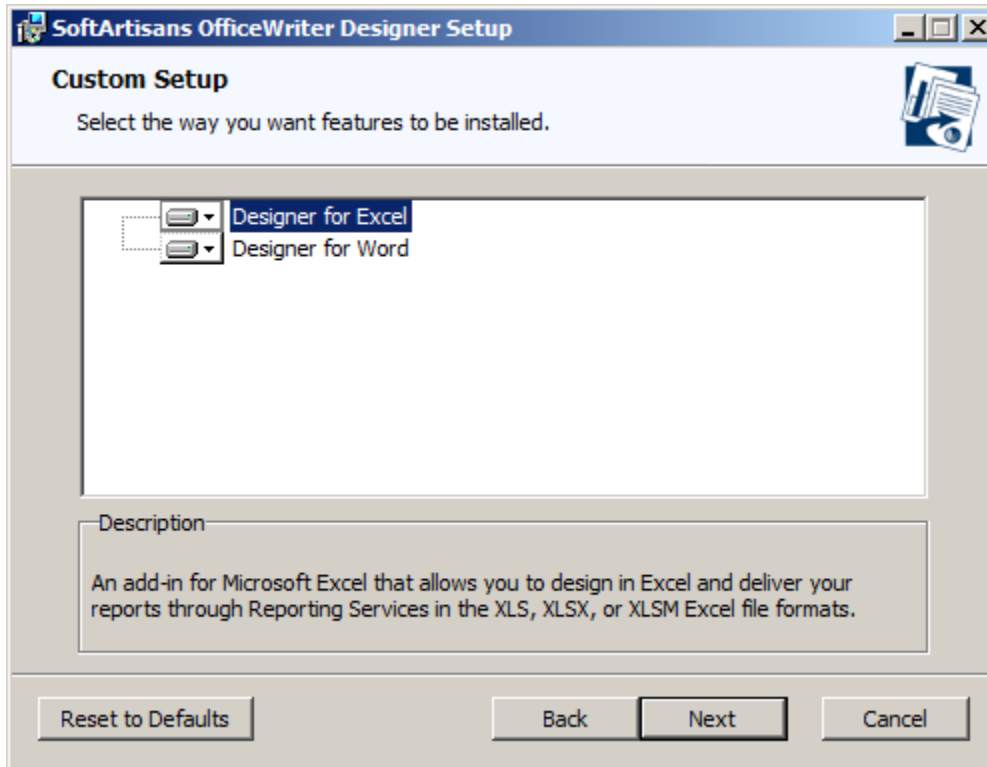 SoftArtisans OfficeWriter Designer Setup
Custom Setup
Select the way you want features to be installed.
Designer for Excel
Designer for Word
Description
An add-in for Microsoft Excel that allows you to design in Excel and deliver your
reports through Reporting Services in the XLS, XLSX, or XLSM Excel file formats.
Reset to Defaults Back Next Cancel